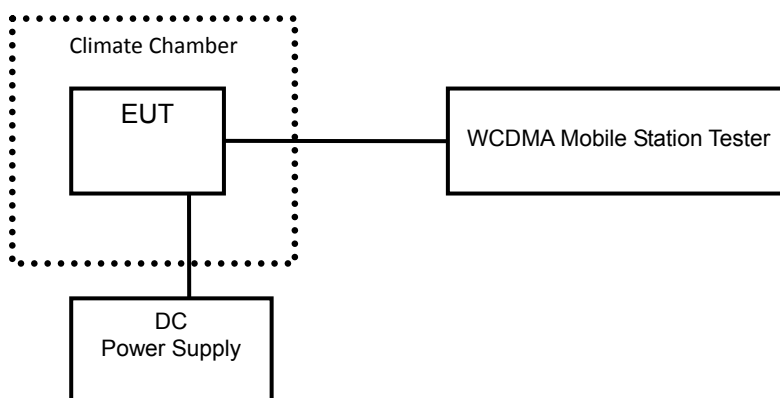 Climate Chamber
EUT
WCDMA Mobile Station Tester
DC
Power Supply